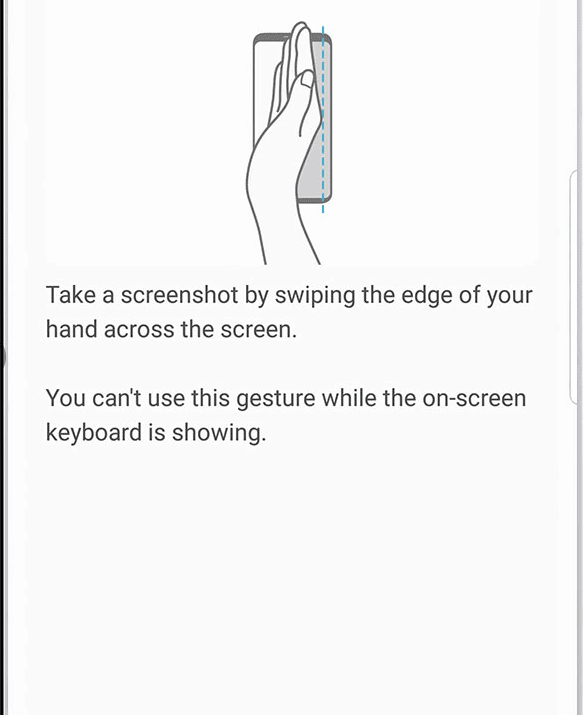 Take a screenshot by swiping the edge of your
hand across the screen.
You can't use this gesture while the on-screen
keyboard is showing.